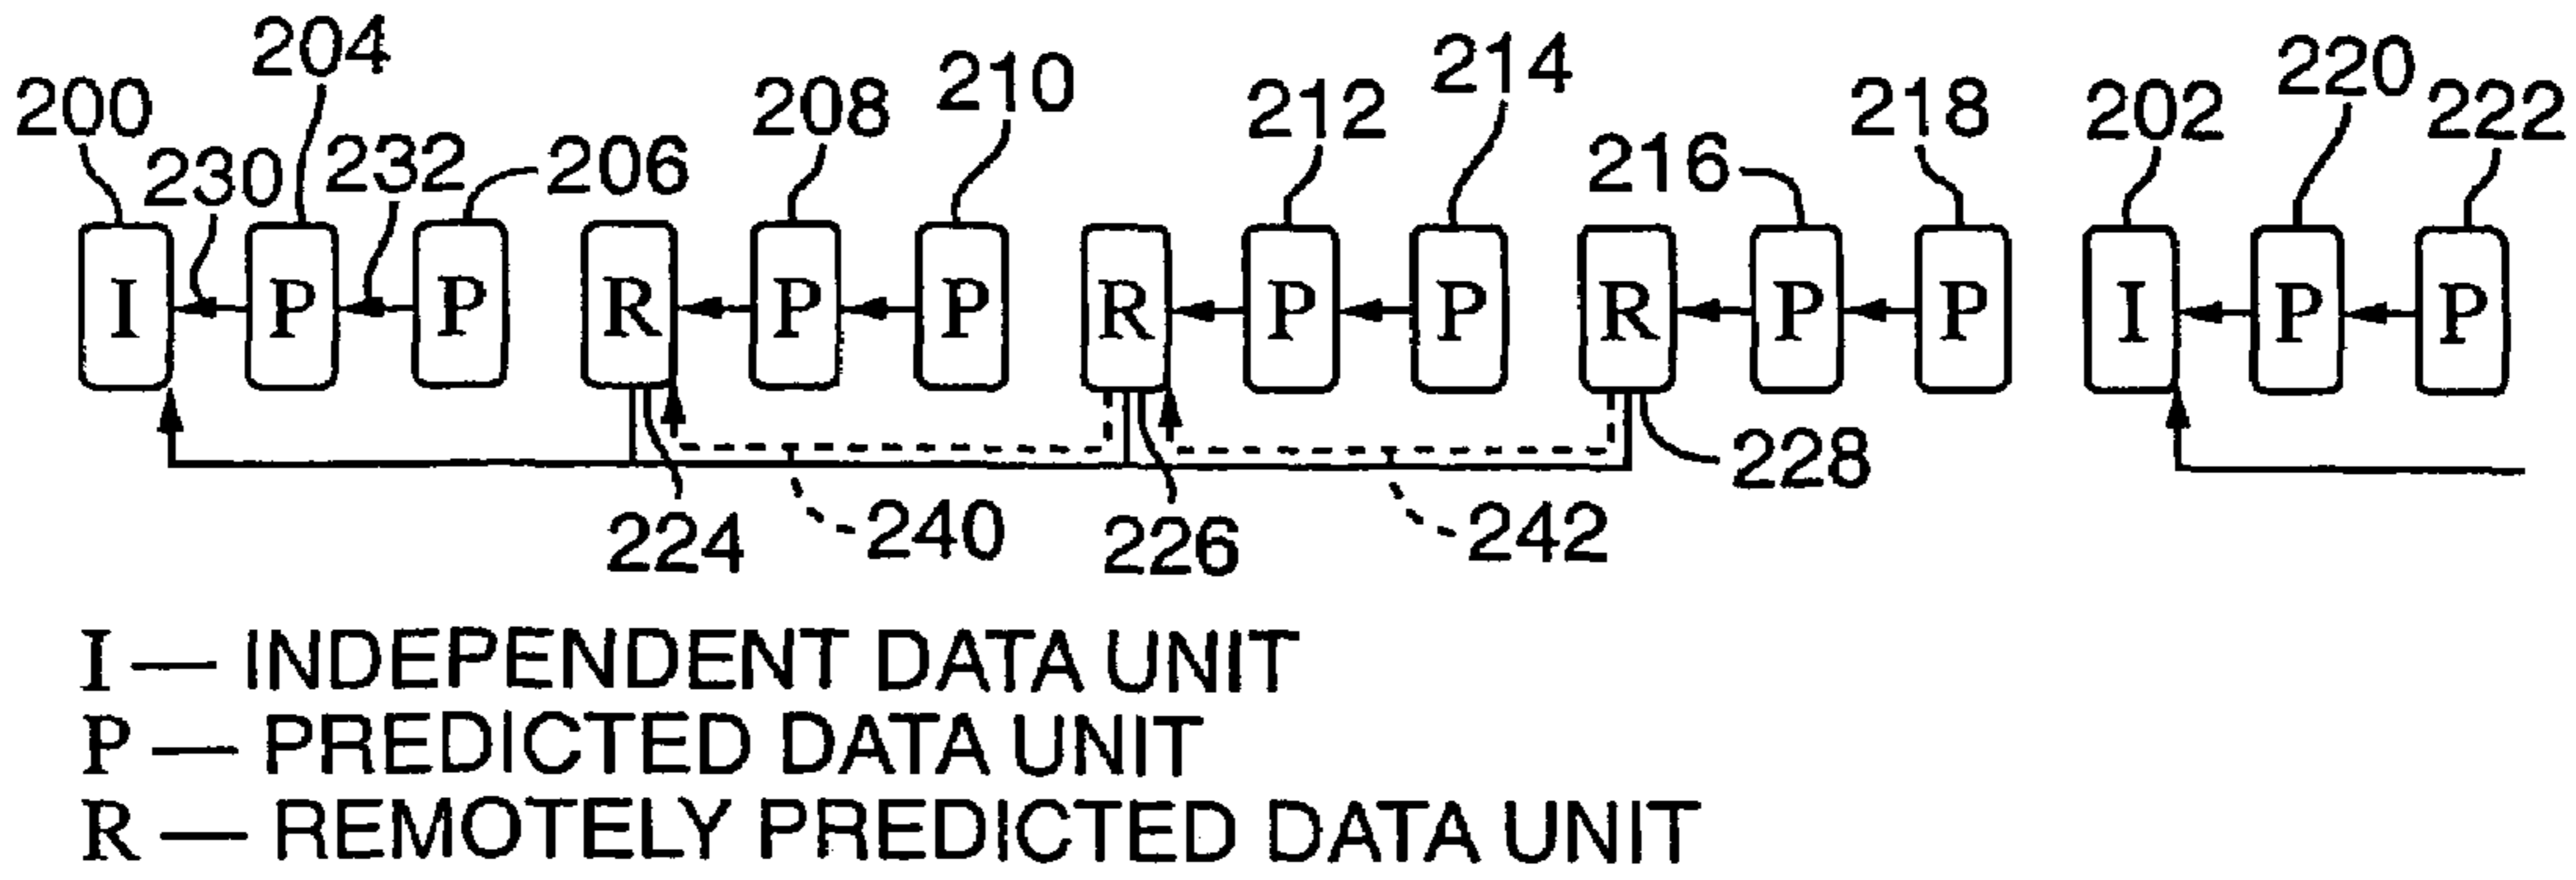 200 204 208 210 212 214 218 202 220 222
230 232 206 216
I P P R P P R P P R P P I P P
224 240 226 242 228
I — INDEPENDENT DATA UNIT
P — PREDICTED DATA UNIT
R — REMOTELY PREDICTED DATA UNIT